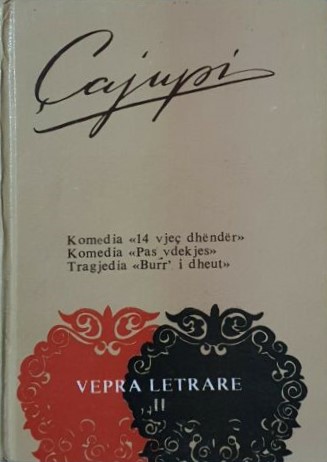 Çajupi
Komedia «14 vjeç dhëndër»
Komedia «Pas vdekjes»
Tragjedia «Burr' i dheut»
VEPRA LETRARE
II